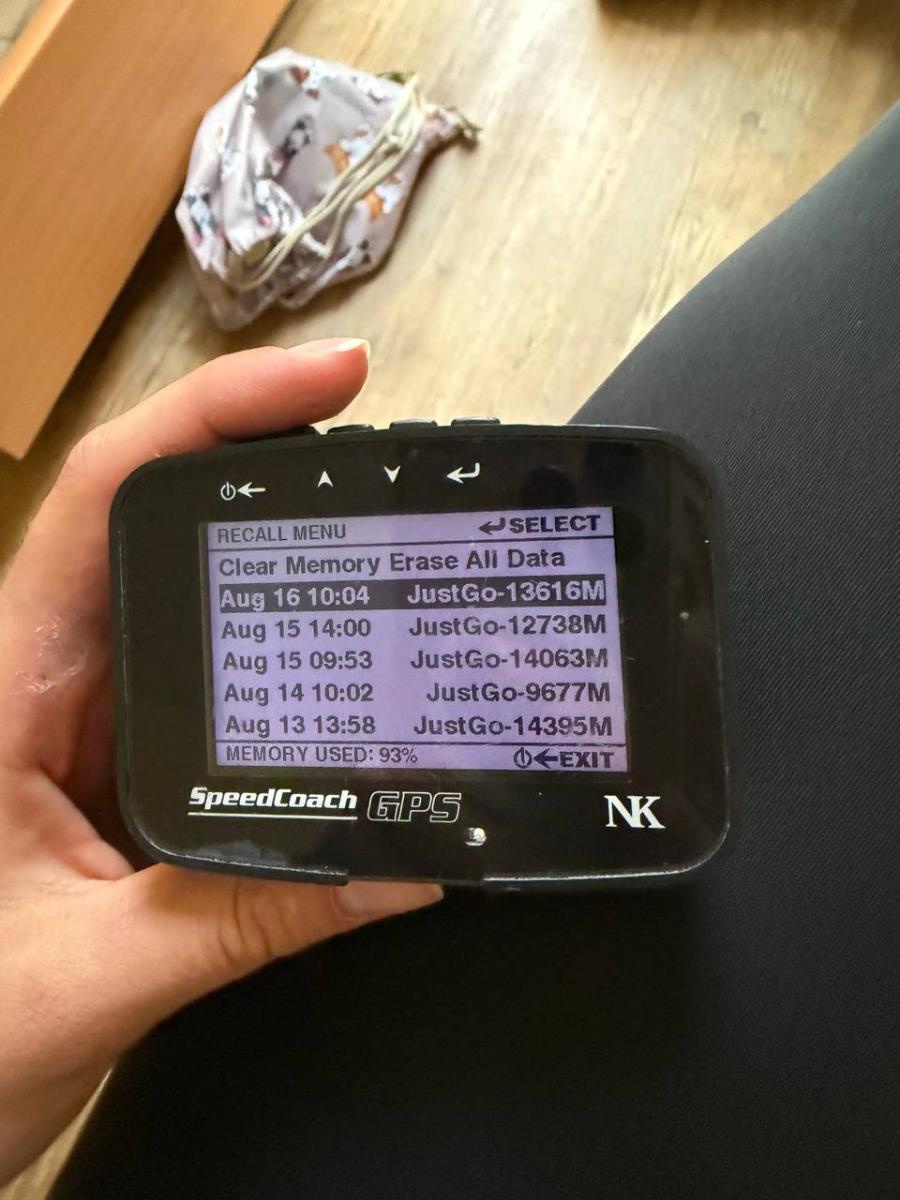 RECALL MENU SELECT
Clear Memory Erase All Data
Aug 16 10:04 JustGo-13616M
Aug 15 14:00 JustGo-12738M
Aug 15 09:53 JustGo-14063M
Aug 14 10:02 JustGo-9677M
Aug 13 13:58 JustGo-14395M
MEMORY USED: 93% EXIT
SpeedCoach GPS NK